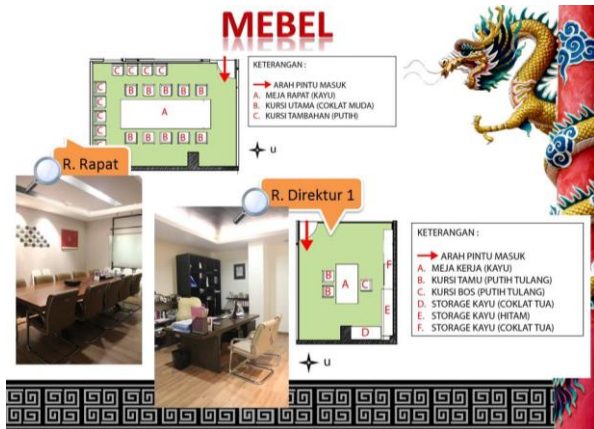 MEBEL
KETERANGAN :
ARAH PINTU MASUK
A. MEJA RAPAT (KAYU)
B. KURSI UTAMA (COKLAT MUDA)
C. KURSI TAMBAHAN (PUTIH)
C C C C
C B B B B B
C
C A
C
C B B B B B
u
R. Rapat
R. Direktur 1
KETERANGAN :
ARAH PINTU MASUK
A. MEJA KERJA (KAYU)
B. KURSI TAMU (PUTIH TULANG)
C. KURSI BOS (PUTIH TULANG)
D. STORAGE KAYU (COKLAT TUA)
E. STORAGE KAYU (HITAM)
F. STORAGE KAYU (COKLAT TUA)
F
B A C
B
E
D
u